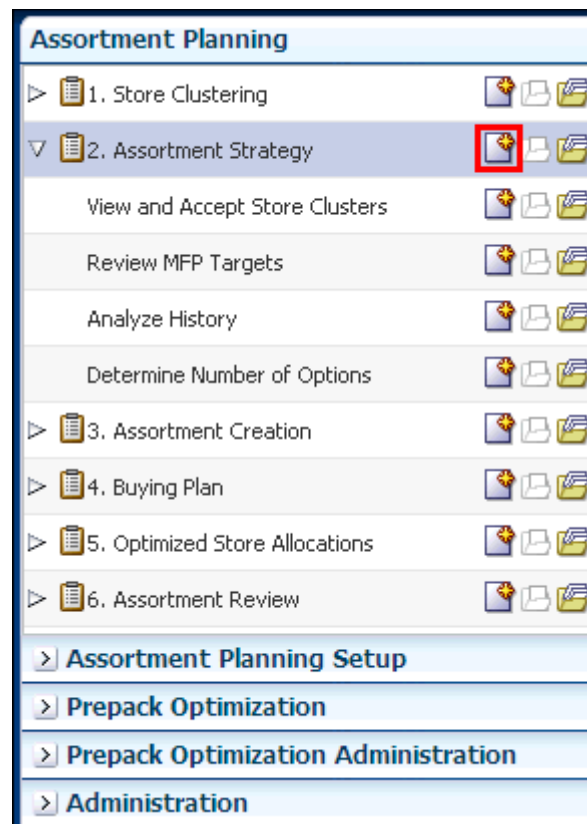 Assortment Planning
1. Store Clustering
2. Assortment Strategy
View and Accept Store Clusters
Review MFP Targets
Analyze History
Determine Number of Options
3. Assortment Creation
4. Buying Plan
5. Optimized Store Allocations
6. Assortment Review
Assortment Planning Setup
Prepack Optimization
Prepack Optimization Administration
Administration